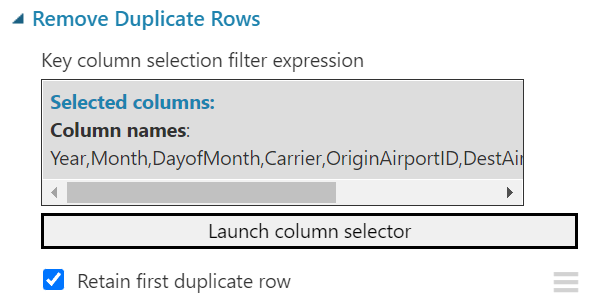 Remove Duplicate Rows
Key column selection filter expression
Selected columns:
Column names:
Year,Month,DayofMonth,Carrier,OriginAirportID,DestAir
Launch column selector
Retain first duplicate row